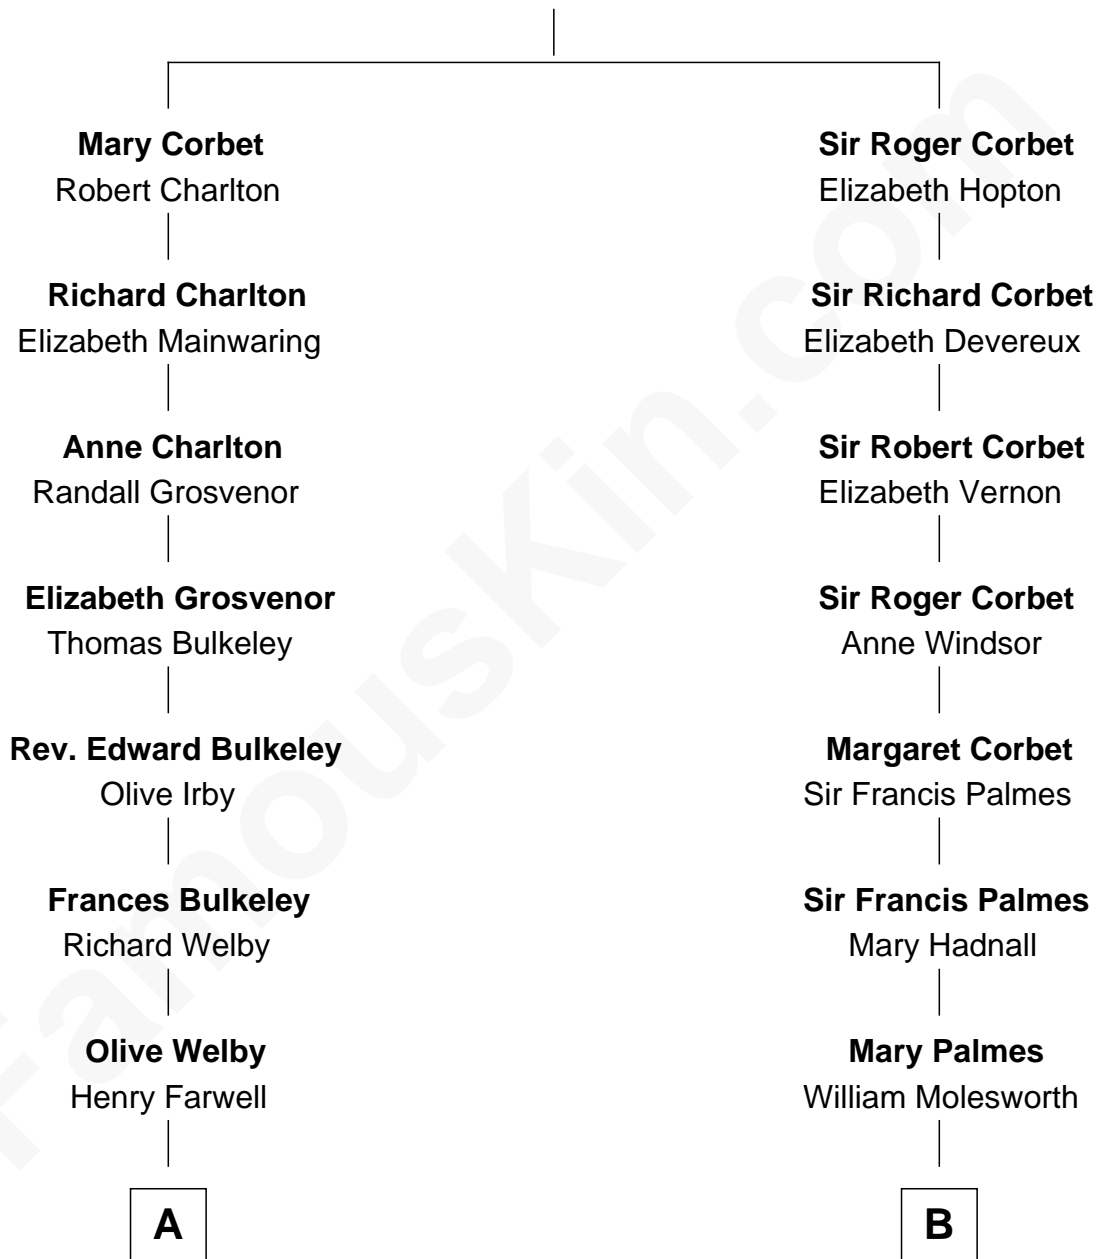 Mary Corbet
Robert Charlton
Richard Charlton
Elizabeth Mainwaring
Anne Charlton
Randall Grosvenor
Elizabeth Grosvenor
Thomas Bulkeley
Rev. Edward Bulkeley
Olive Irby
Frances Bulkeley
Richard Welby
Olive Welby
Henry Farwell
A
Sir Roger Corbet
Elizabeth Hopton
Sir Richard Corbet
Elizabeth Devereux
Sir Robert Corbet
Elizabeth Vernon
Sir Roger Corbet
Anne Windsor
Margaret Corbet
Sir Francis Palmes
Sir Francis Palmes
Mary Hadnall
Mary Palmes
William Molesworth
B
FamousKin.com